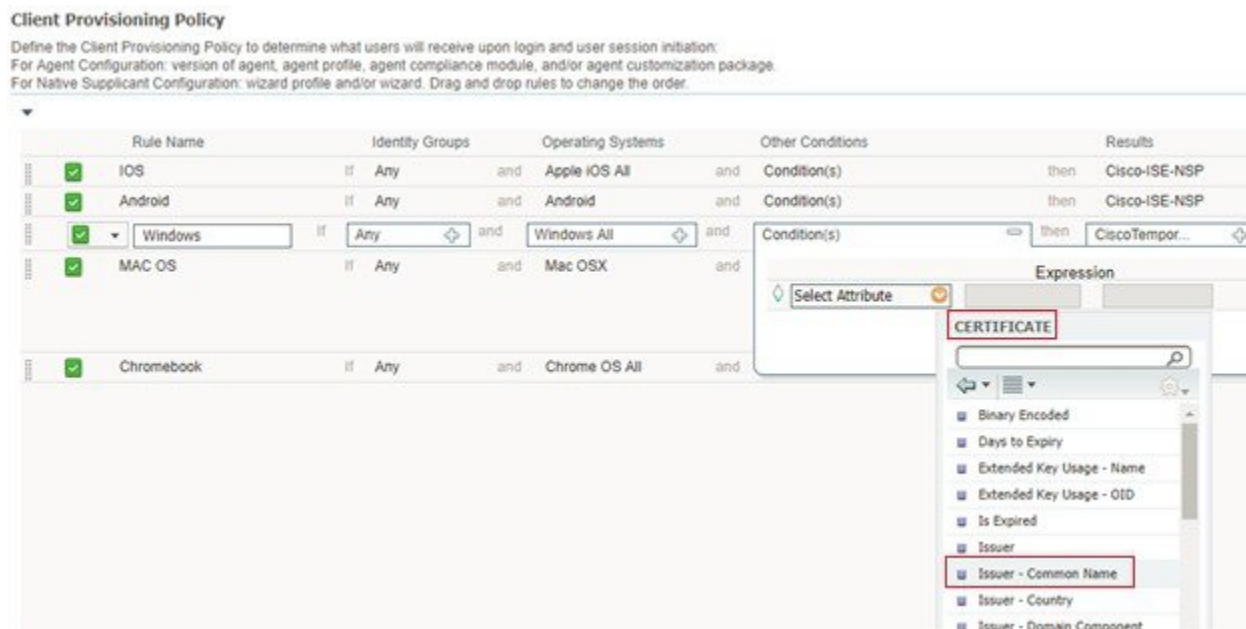 Client Provisioning Policy
Define the Client Provisioning Policy to determine what users will receive upon login and user session initiation:
For Agent Configuration: version of agent, agent profile, agent compliance module, and/or agent customization package.
For Native Supplicant Configuration: wizard profile and/or wizard. Drag and drop rules to change the order.
Rule Name Identity Groups Operating Systems Other Conditions Results
IOS If Any and Apple iOS All and Condition(s) then Cisco-ISE-NSP
Android If Any and Android and Condition(s) then Cisco-ISE-NSP
Windows If Any and Windows All and Condition(s) then CiscoTempor...
MAC OS If Any and Mac OSX and
Expression
Select Attribute
CERTIFICATE
Chromebook If Any and Chrome OS All and
Binary Encoded
Days to Expiry
Extended Key Usage - Name
Extended Key Usage - OID
Is Expired
Issuer
Issuer - Common Name
Issuer - Country
Issuer - Domain Component